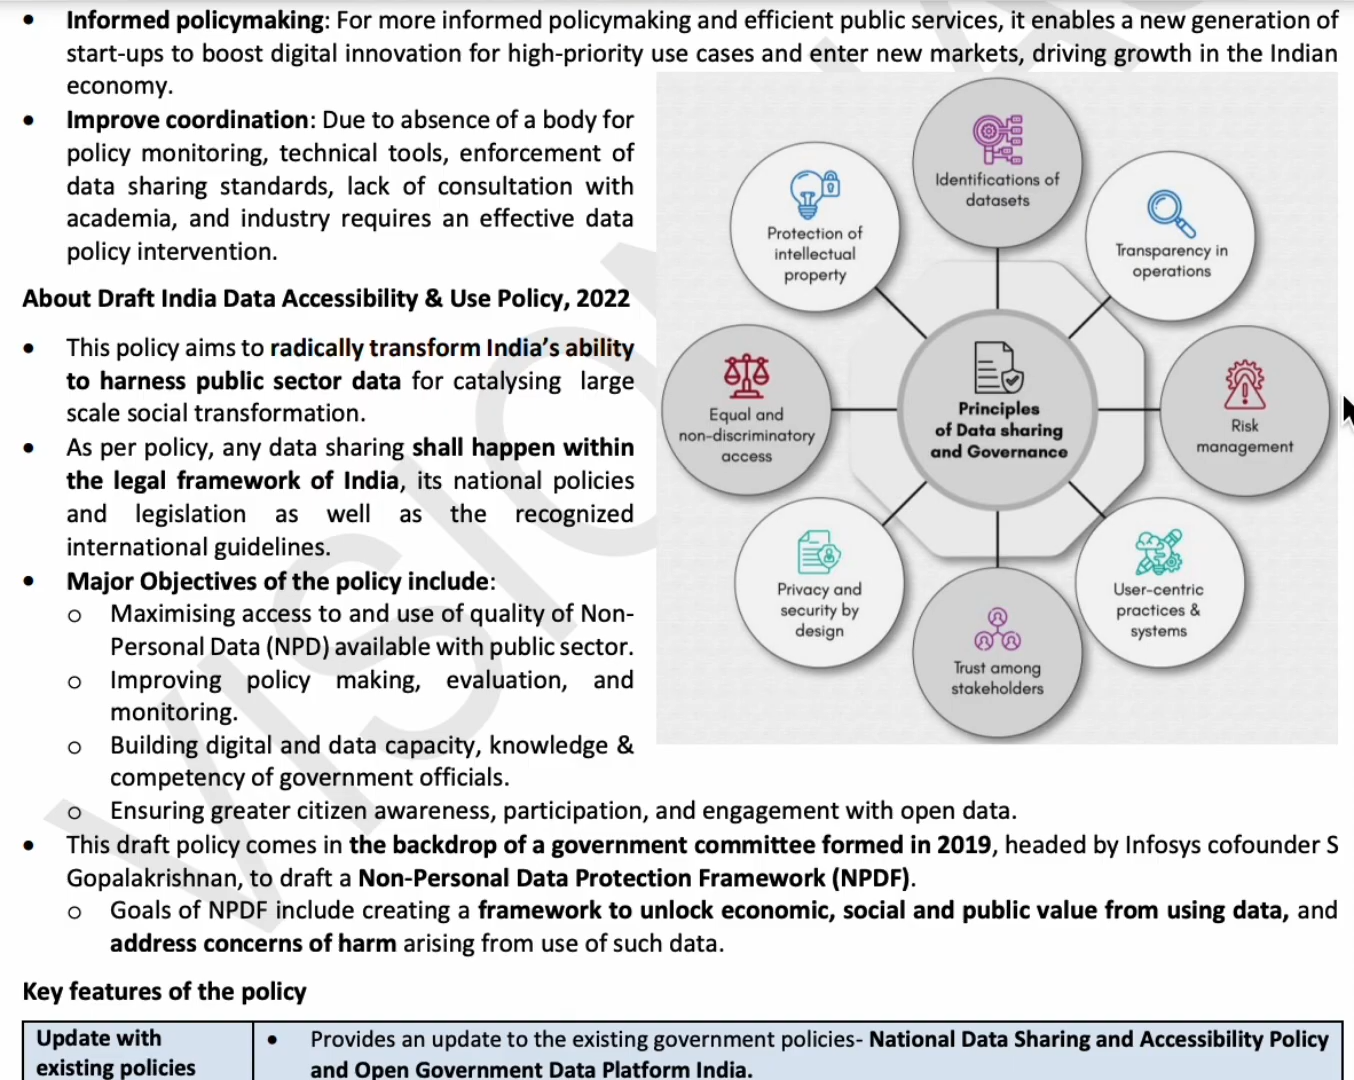 • Informed policymaking: For more informed policymaking and efficient public services, it enables a new generation of
start-ups to boost digital innovation for high-priority use cases and enter new markets, driving growth in the Indian
economy.
• Improve coordination: Due to absence of a body for
policy monitoring, technical tools, enforcement of
data sharing standards, lack of consultation with
academia, and industry requires an effective data
policy intervention.
About Draft India Data Accessibility & Use Policy, 2022
• This policy aims to radically transform India’s ability
to harness public sector data for catalysing large
scale social transformation.
• As per policy, any data sharing shall happen within
the legal framework of India, its national policies
and legislation as well as the recognized
international guidelines.
• Major Objectives of the policy include:
o Maximising access to and use of quality of Non-
Personal Data (NPD) available with public sector.
o Improving policy making, evaluation, and
monitoring.
o Building digital and data capacity, knowledge &
competency of government officials.
o Ensuring greater citizen awareness, participation, and engagement with open data.
• This draft policy comes in the backdrop of a government committee formed in 2019, headed by Infosys cofounder S
Gopalakrishnan, to draft a Non-Personal Data Protection Framework (NPDF).
o Goals of NPDF include creating a framework to unlock economic, social and public value from using data, and
address concerns of harm arising from use of such data.
Identifications of
datasets
Transparency in
operations
Risk
management
User-centric
practices &
systems
Trust among
stakeholders
Privacy and
security by
design
Equal and
non-discriminatory
access
Protection of
intellectual
property
Principles
of Data sharing
and Governance
Key features of the policy
Update with
existing policies
• Provides an update to the existing government policies- National Data Sharing and Accessibility Policy
and Open Government Data Platform India.